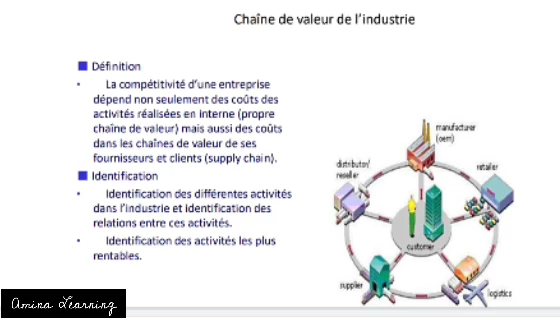 Chaîne de valeur de l'industrie
■ Définition
• La compétitivité d'une entreprise
dépend non seulement des coûts des
activités réalisées en interne (propre
chaîne de valeur) mais aussi des coûts
dans les chaînes de valeur de ses
fournisseurs et clients (supply chain).
■ Identification
• Identification des différentes activités
dans l'industrie et identification des
relations entre ces activités.
• Identification des activités les plus
rentables.
manufacturer
(oem)
distributor/
reseller
retailer
customer
supplier
logistics
Amina Learning